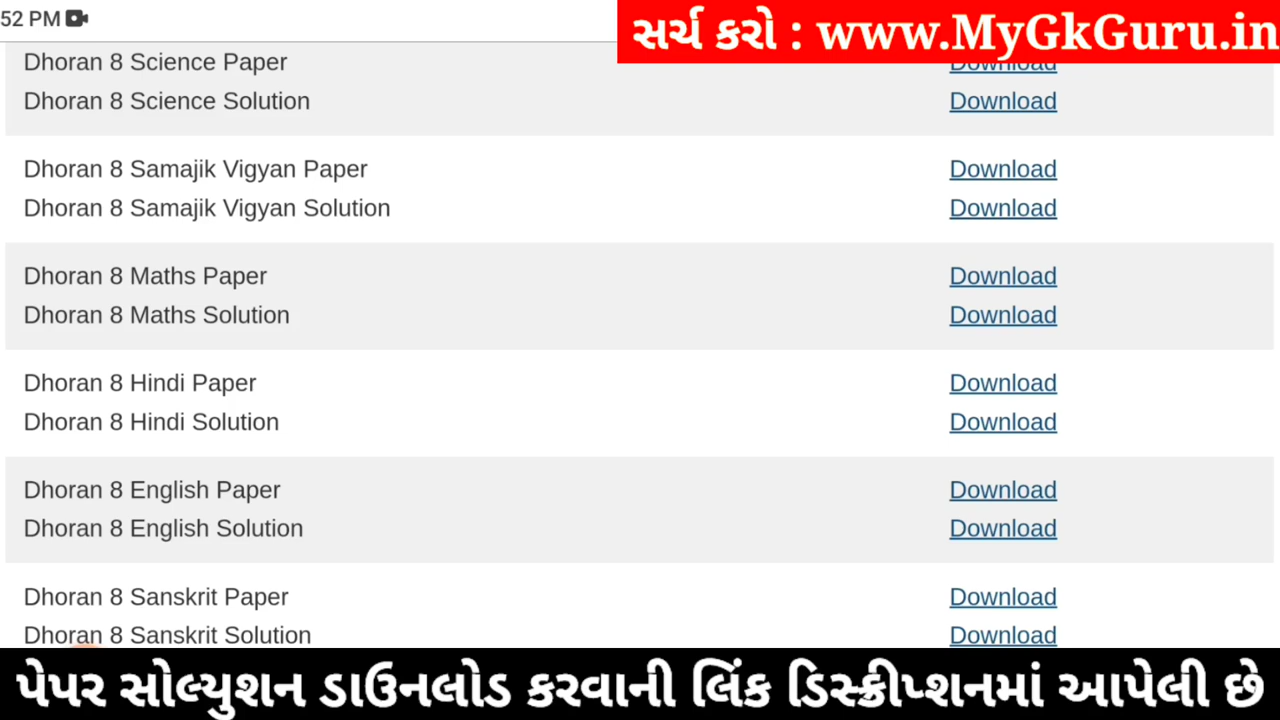 52 PM
સર્ચ કરો : www.MyGkGuru.in
Dhoran 8 Science Paper Download
Dhoran 8 Science Solution Download
Dhoran 8 Samajik Vigyan Paper Download
Dhoran 8 Samajik Vigyan Solution Download
Dhoran 8 Maths Paper Download
Dhoran 8 Maths Solution Download
Dhoran 8 Hindi Paper Download
Dhoran 8 Hindi Solution Download
Dhoran 8 English Paper Download
Dhoran 8 English Solution Download
Dhoran 8 Sanskrit Paper Download
Dhoran 8 Sanskrit Solution Download
પેપર સોલ્યુશન ડાઉનલોડ કરવાની લિંક ડિસ્ક્રીપ્શનમાં આપેલી છે